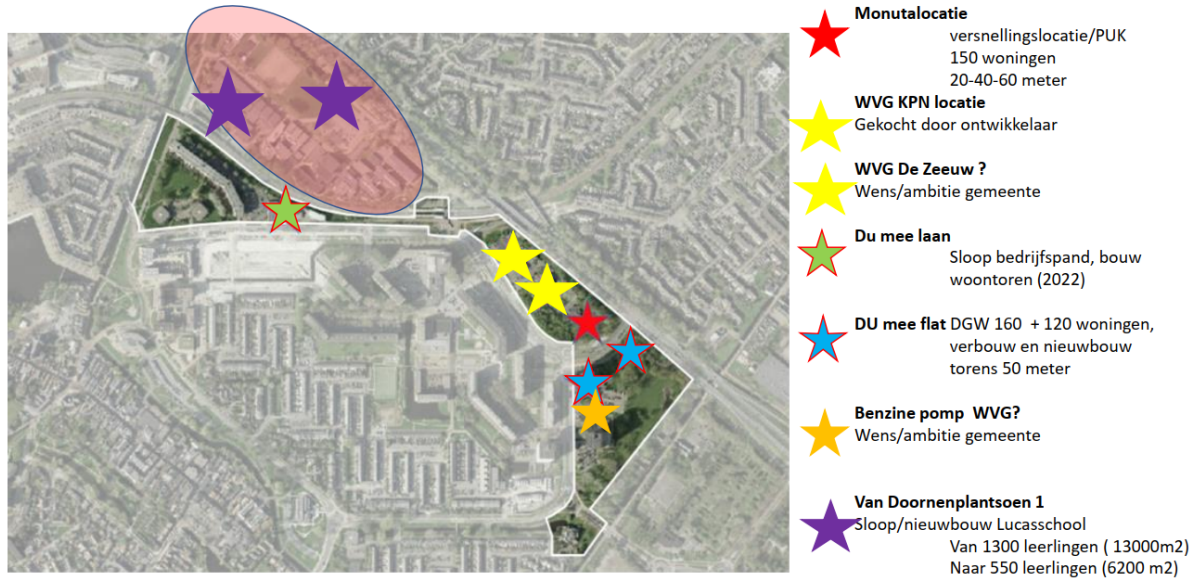 Monutalocatie
versnellingslocatie/PUK
150 woningen
20-40-60 meter
WVG KPN locatie
Gekocht door ontwikkelaar
WVG De Zeeuw ?
Wens/ambitie gemeente
Du mee laan
Sloop bedrijfspand, bouw
woontoren (2022)
DU mee flat DGW 160 + 120 woningen,
verbouw en nieuwbouw
torens 50 meter
Benzine pomp WVG?
Wens/ambitie gemeente
Van Doornenplantsoen 1
Sloop/nieuwbouw Lucasschool
Van 1300 leerlingen ( 13000m2)
Naar 550 leerlingen (6200 m2)